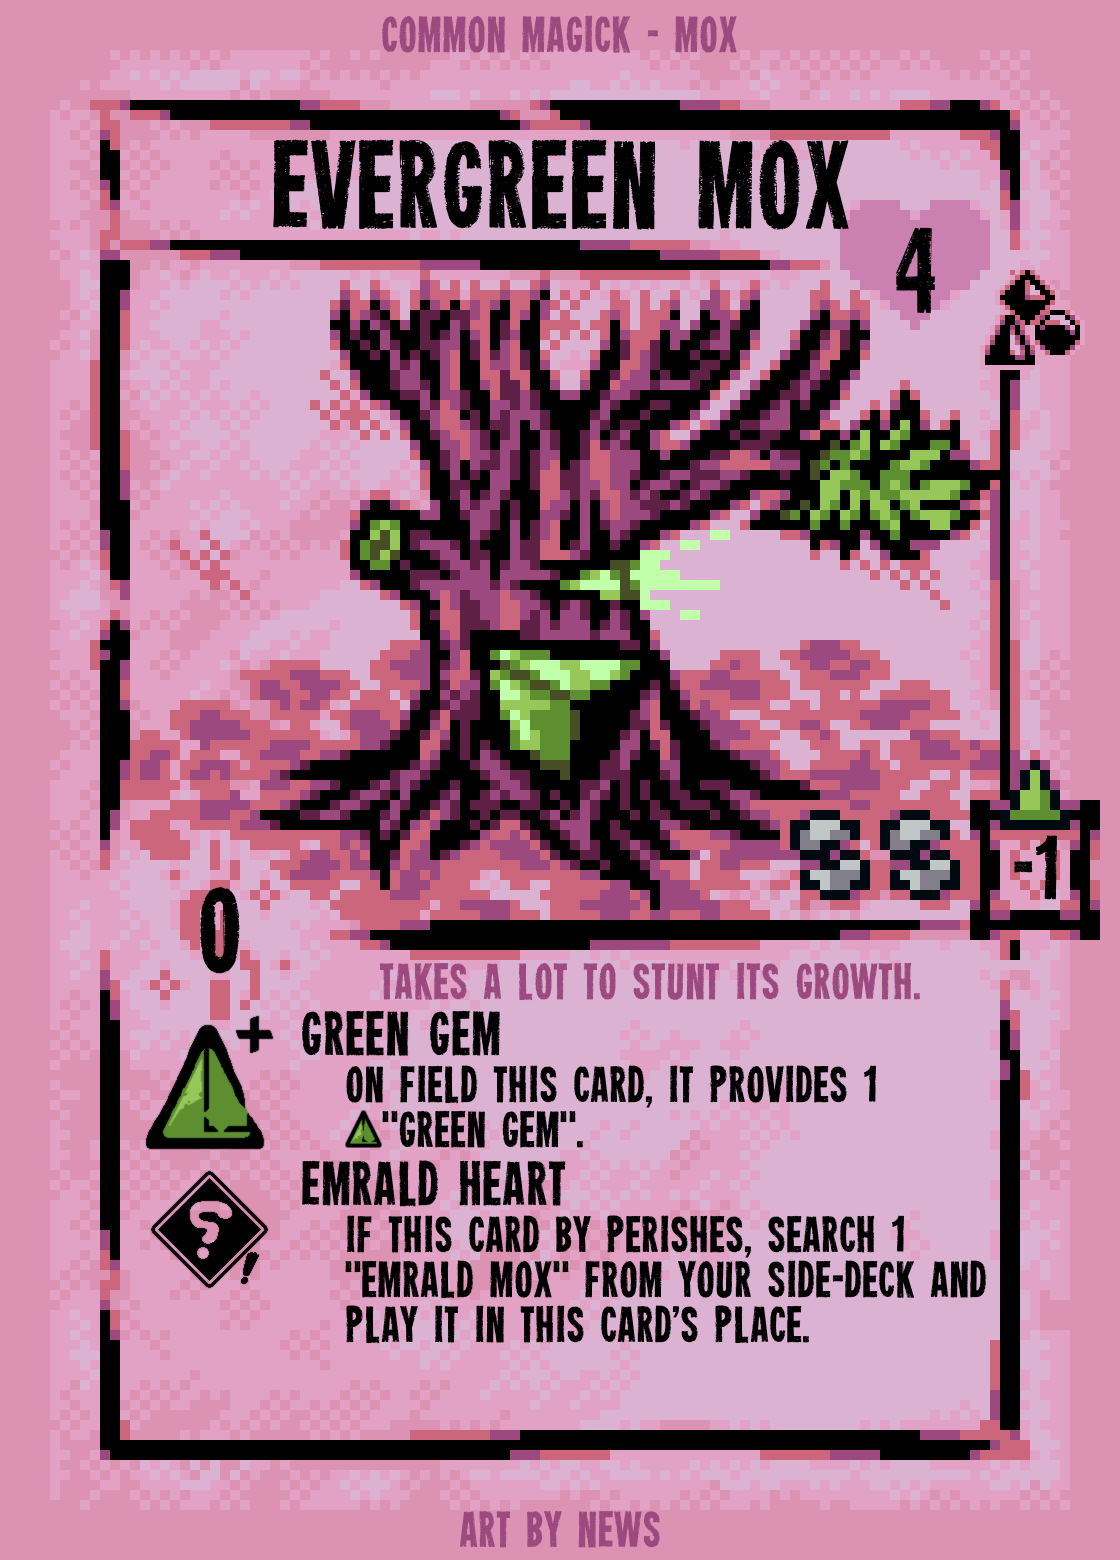 COMMON MAGICK - MOX
EVERGREEN MOX
4
-1
0
TAKES A LOT TO STUNT ITS GROWTH.
+
GREEN GEM
ON FIELD THIS CARD, IT PROVIDES 1
"GREEN GEM".
EMRALD HEART
?!
IF THIS CARD BY PERISHES, SEARCH 1
"EMRALD MOX" FROM YOUR SIDE-DECK AND
PLAY IT IN THIS CARD'S PLACE.
ART BY NEWS